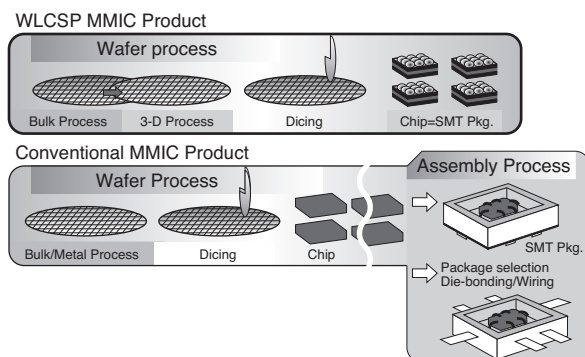 WLCSP MMIC Product
Wafer process
Bulk Process
3-D Process
Dicing
Chip=SMT Pkg.
Conventional MMIC Product
Wafer Process
Bulk/Metal Process
Dicing
Chip
Assembly Process
SMT Pkg.
Package selection
Die-bonding/Wiring